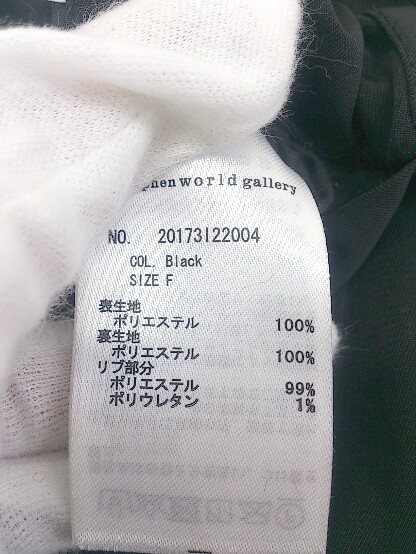 world gallery
NO. 20173122004
COL. Black
SIZE F
表生地
ポリエステル 100%
裏生地
ポリエステル 100%
リブ部分
ポリエステル 99%
ポリウレタン 1%